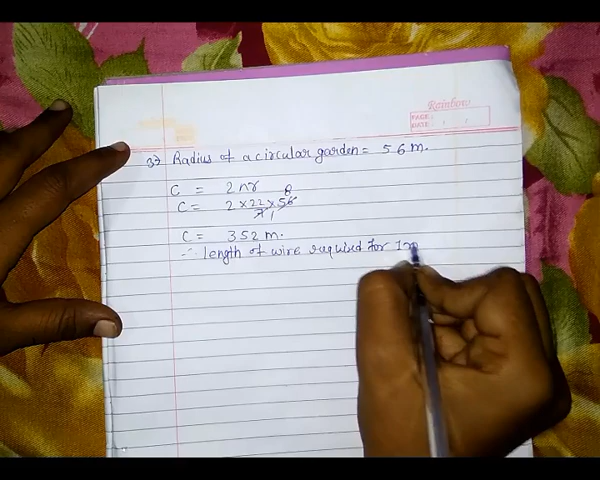 Rainbow
PAGE:
DATE: / /
3) Radius of a circular garden = 56 m.
C = 2πr
8
C = 2 × 22 × 56
7 1
C = 352 m.
∴ length of wire required for 1